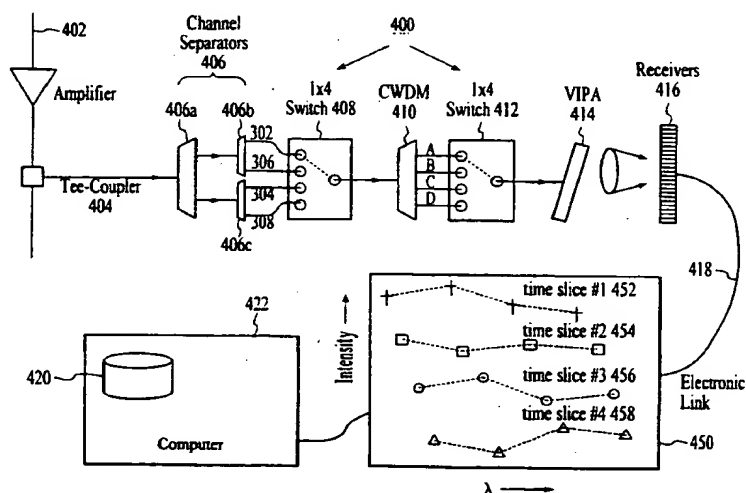 402
Amplifier
Tee-Coupler
404
Channel
Separators
406
406a
406b
406c
302
306
304
308
400
1x4
Switch 408
CWDM
410
A
B
C
D
1x4
Switch 412
VIPA
414
Receivers
416
418
422
420
Computer
Intensity
time slice #1 452
time slice #2 454
time slice #3 456
time slice #4 458
Electronic
Link
450
λ